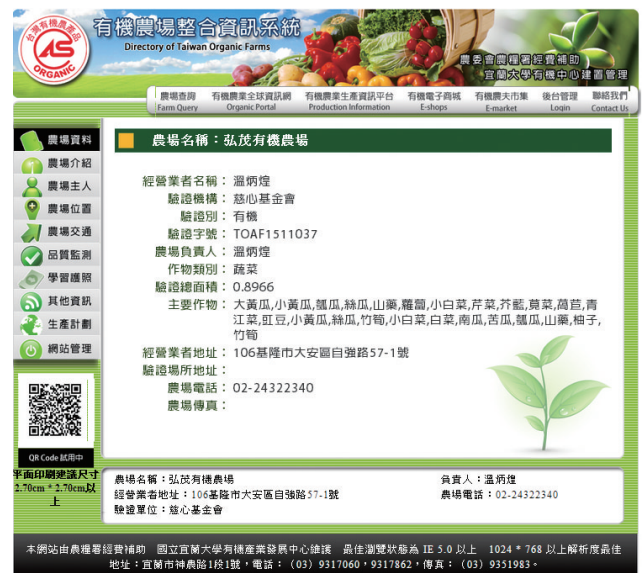 台灣有機農產品
ORGANIC
有機農場整合資訊系統
Directory of Taiwan Organic Farms
農委會農糧署經費補助
宜蘭大學有機中心建置管理
農場查詢 有機農業全球資訊網 有機農業生產資訊平台 有機電子商城 有機農夫市集 後台管理 聯絡我們
Farm Query Organic Portal Production Information E-shops E-market Login Contact Us
農場資料
農場介紹
農場主人
農場位置
農場交通
品質監測
學習護照
其他資訊
生產計劃
網站管理
QR Code 試用中
平面印刷建議尺寸
2.70cm * 2.70cm以
上
農場名稱：弘茂有機農場
經營業者名稱：溫炳煌
驗證機構：慈心基金會
驗證別：有機
驗證字號：TOAF1511037
農場負責人：溫炳煌
作物類別：蔬菜
驗證總面積：0.8966
主要作物：大黃瓜,小黃瓜,瓠瓜,絲瓜,山藥,蘿蔔,小白菜,芹菜,芥藍,莧菜,萵苣,青
江菜,豇豆,小黃瓜,絲瓜,竹筍,小白菜,白菜,南瓜,苦瓜,瓠瓜,山藥,柚子,
竹筍
經營業者地址：106基隆市大安區自強路57-1號
驗證場所地址：
農場電話：02-24322340
農場傳真：
農場名稱：弘茂有機農場 負責人：溫炳煌
經營業者地址：106基隆市大安區自強路57-1號 農場電話：02-24322340
驗證單位：慈心基金會
本網站由農糧署經費補助 國立宜蘭大學有機產業發展中心維護 最佳瀏覽狀態為 IE 5.0 以上 1024 * 768 以上解析度最佳
地址：宜蘭市神農路1段1號，電話：（03）9317060，9317862，傳真：（03）9351983。